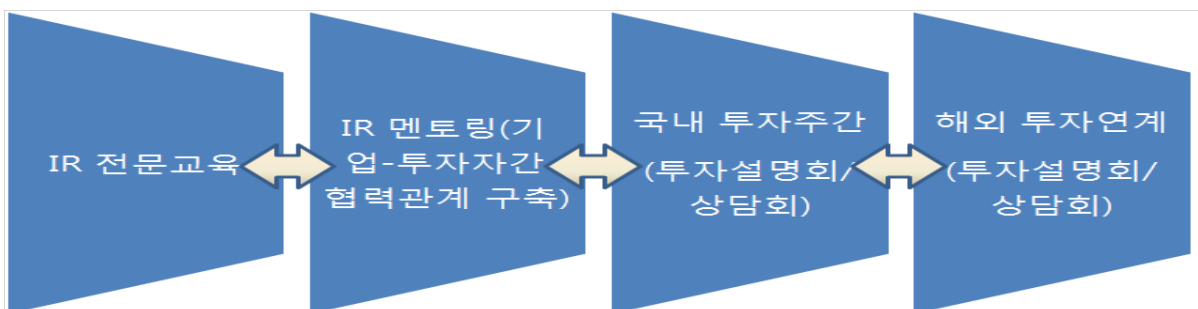 IR 전문교육
IR 멘토링(기
업-투자자간
협력관계 구축)
국내 투자주간
(투자설명회/
상담회)
해외 투자연계
(투자설명회/
상담회)